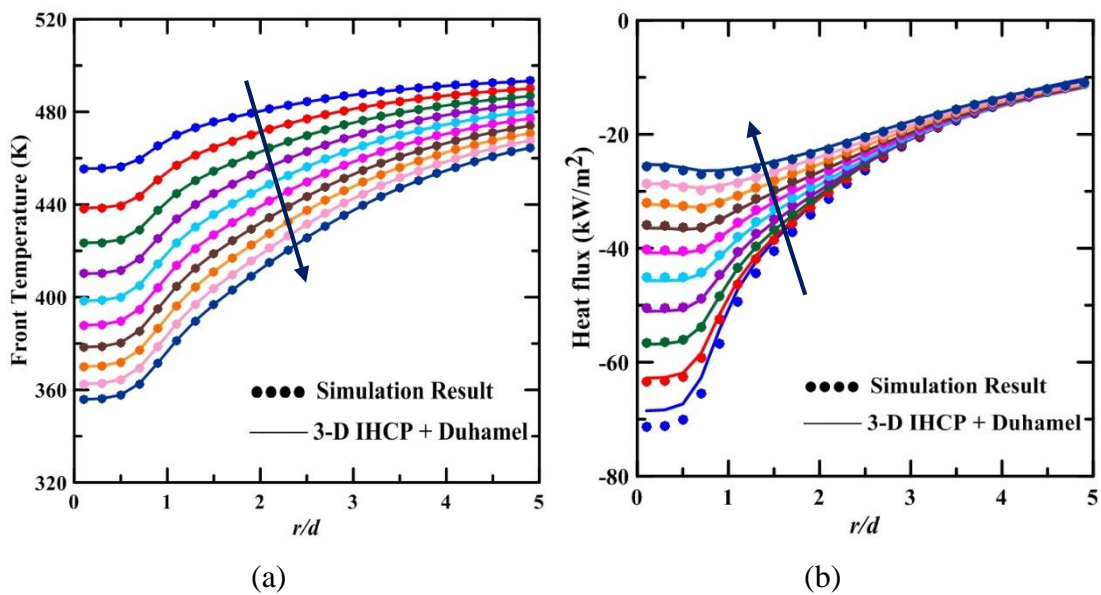 520
480
440
400
360
320
Front Temperature (K)
0 1 2 3 4 5
r/d
Simulation Result
3-D IHCP + Duhamel
(a)
-0
-20
-40
-60
-80
Heat flux (kW/m²)
0 1 2 3 4 5
r/d
Simulation Result
3-D IHCP + Duhamel
(b)